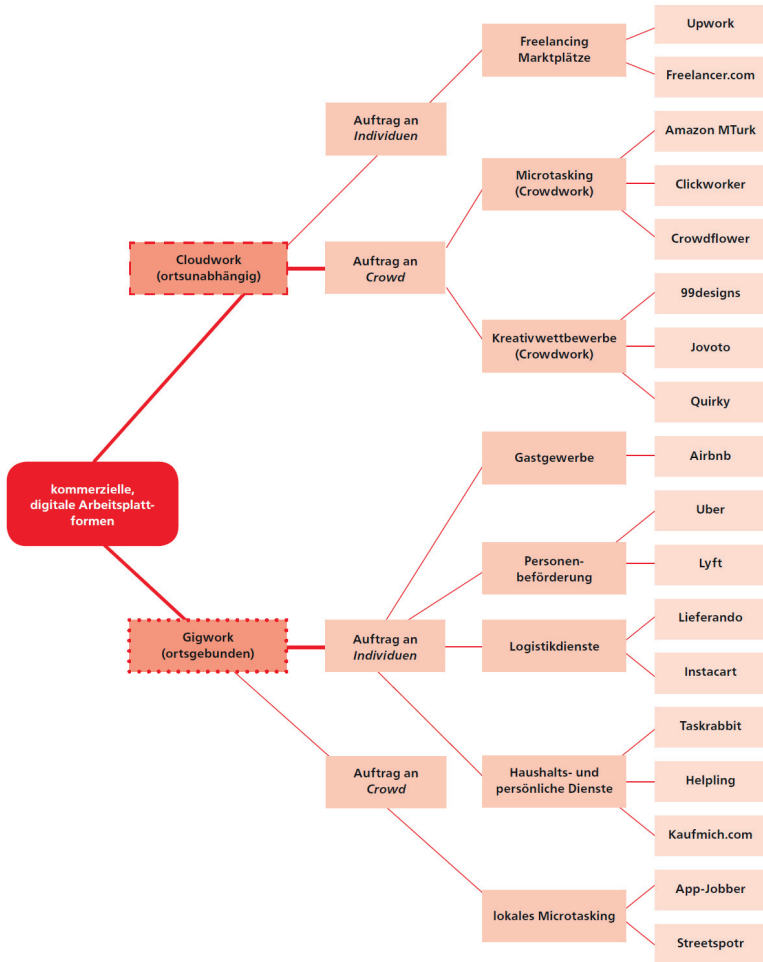 Upwork
Freelancing
Marktplätze
Freelancer.com
Auftrag an
Individuen
Amazon MTurk
Microtasking
(Crowdwork)
Clickworker
Crowdflower
Cloudwork
(ortsunabhängig)
Auftrag an
Crowd
99designs
Kreativwettbewerbe
(Crowdwork)
Jovoto
Quirky
kommerzielle,
digitale Arbeitsplatt-
formen
Gastgewerbe
Airbnb
Uber
Personen-
beförderung
Lyft
Gigwork
(ortsgebunden)
Auftrag an
Individuen
Logistikdienste
Lieferando
Instacart
Taskrabbit
Haushalts- und
persönliche Dienste
Helpling
Kaufmich.com
Auftrag an
Crowd
lokales Microtasking
App-Jobber
Streetspotr